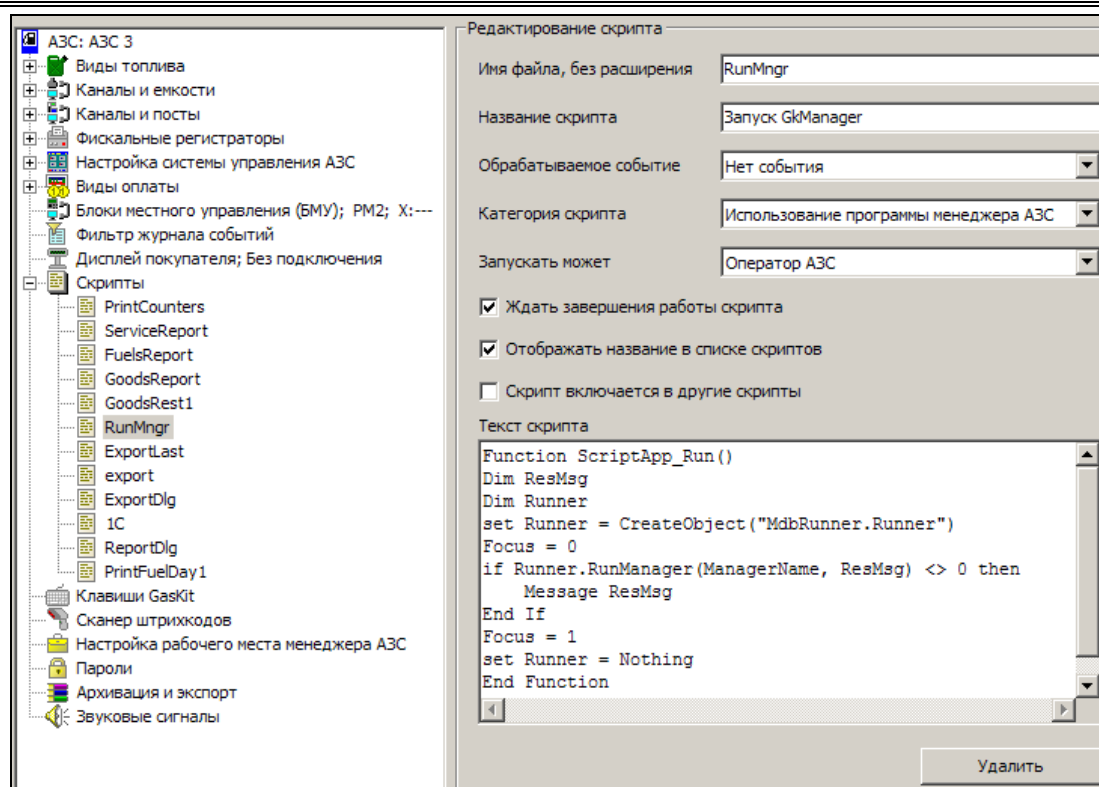 АЗС: АЗС 3
Виды топлива
Каналы и емкости
Каналы и посты
Фискальные регистраторы
Настройка системы управления АЗС
Виды оплаты
Блоки местного управления (БМУ); РМ2; X:---
Фильтр журнала событий
Дисплей покупателя; Без подключения
Скрипты
PrintCounters
ServiceReport
FuelsReport
GoodsReport
GoodsRest1
RunMngr
ExportLast
export
ExportDlg
1C
ReportDlg
PrintFuelDay1
Клавиши GasKit
Сканер штрихкодов
Настройка рабочего места менеджера АЗС
Пароли
Архивация и экспорт
Звуковые сигналы
Редактирование скрипта
Имя файла, без расширения RunMngr
Название скрипта Запуск GkManager
Обрабатываемое событие Нет события
Категория скрипта Использование программы менеджера АЗС
Запускать может Оператор АЗС
Ждать завершения работы скрипта
Отображать название в списке скриптов
Скрипт включается в другие скрипты
Текст скрипта
Function ScriptApp_Run()
Dim ResMsg
Dim Runner
set Runner = CreateObject("MdbRunner.Runner")
Focus = 0
if Runner.RunManager(ManagerName, ResMsg) <> 0 then
Message ResMsg
End If
Focus = 1
set Runner = Nothing
End Function
Удалить